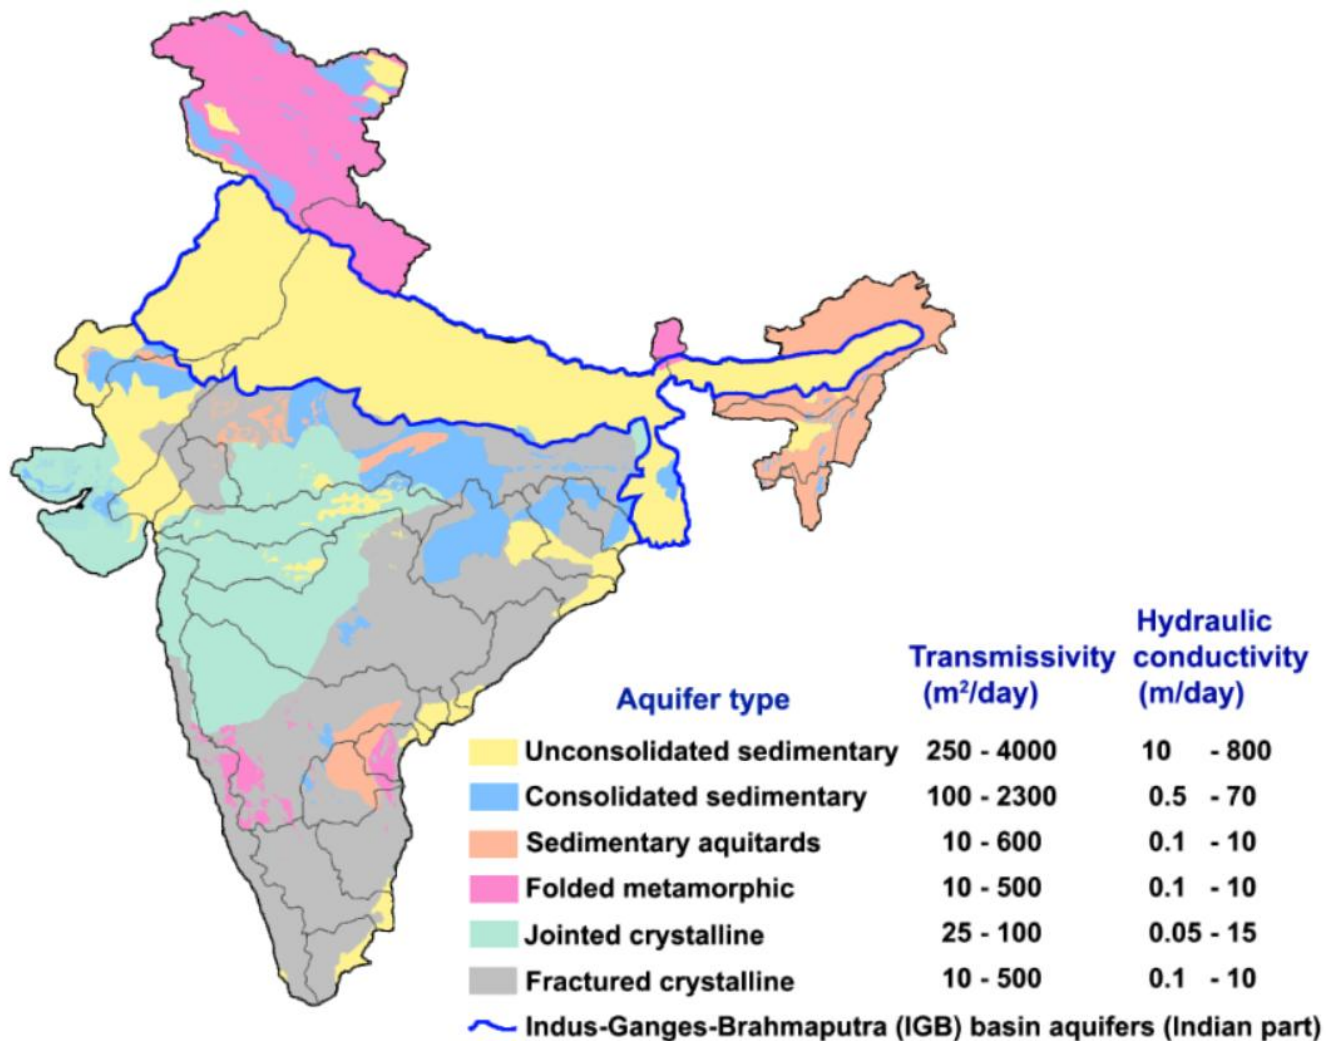 Aquifer type Transmissivity (m²/day) Hydraulic conductivity (m/day)
Unconsolidated sedimentary 250 - 4000 10 - 800
Consolidated sedimentary 100 - 2300 0.5 - 70
Sedimentary aquitards 10 - 600 0.1 - 10
Folded metamorphic 10 - 500 0.1 - 10
Jointed crystalline 25 - 100 0.05 - 15
Fractured crystalline 10 - 500 0.1 - 10
Indus-Ganges-Brahmaputra (IGB) basin aquifers (Indian part)